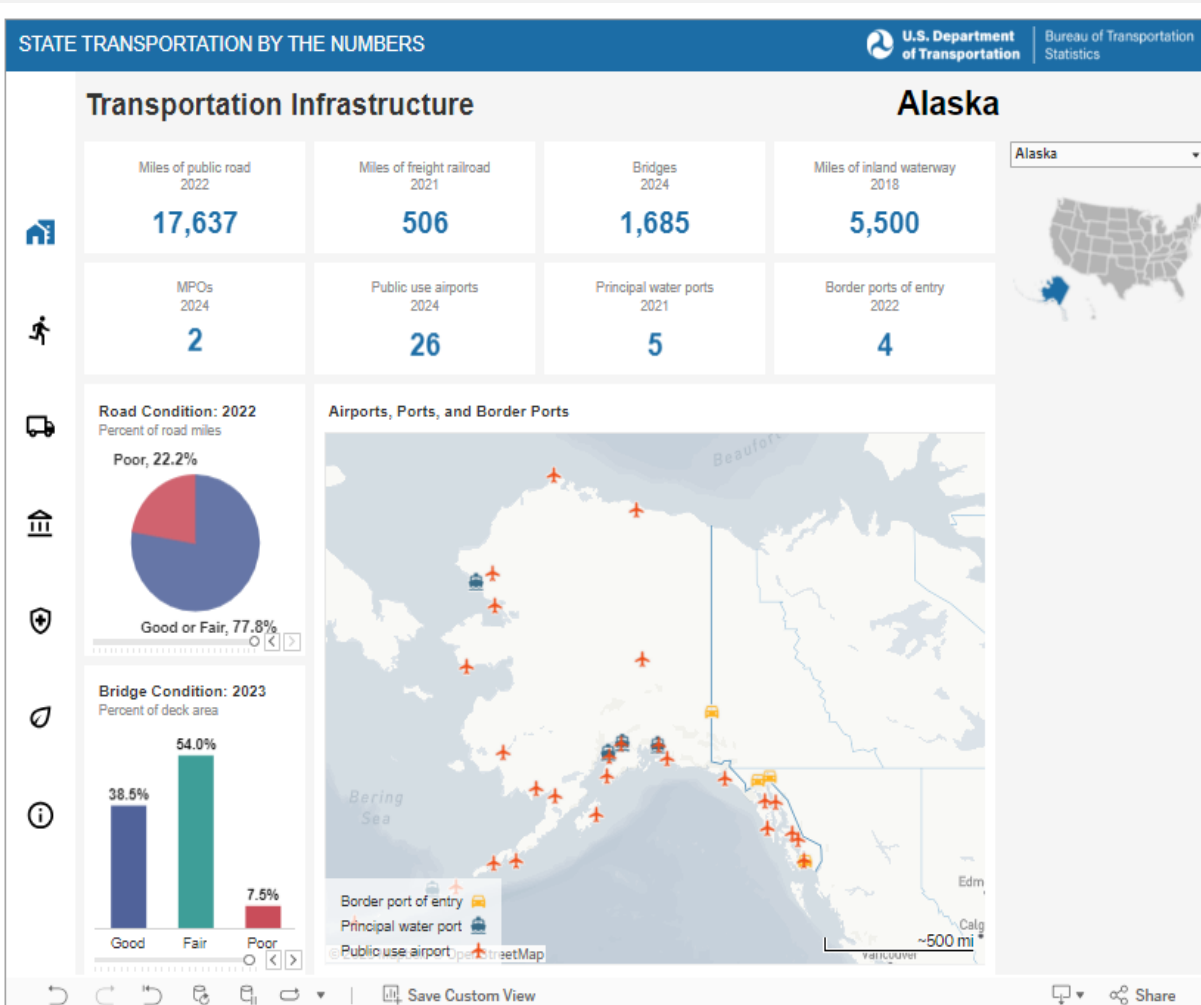 STATE TRANSPORTATION BY THE NUMBERS
U.S. Department
of Transportation
Bureau of Transportation
Statistics
Transportation Infrastructure
Alaska
Alaska
Miles of public road
2022
17,637
Miles of freight railroad
2021
506
Bridges
2024
1,685
Miles of inland waterway
2018
5,500
MPOs
2024
2
Public use airports
2024
26
Principal water ports
2021
5
Border ports of entry
2022
4
Road Condition: 2022
Percent of road miles
Poor, 22.2%
Good or Fair, 77.8%
Bridge Condition: 2023
Percent of deck area
38.5%
54.0%
7.5%
Good
Fair
Poor
Airports, Ports, and Border Ports
Bering
Sea
Border port of entry
Principal water port
Public use airport
~500 mi
Vancouver
Save Custom View
Share